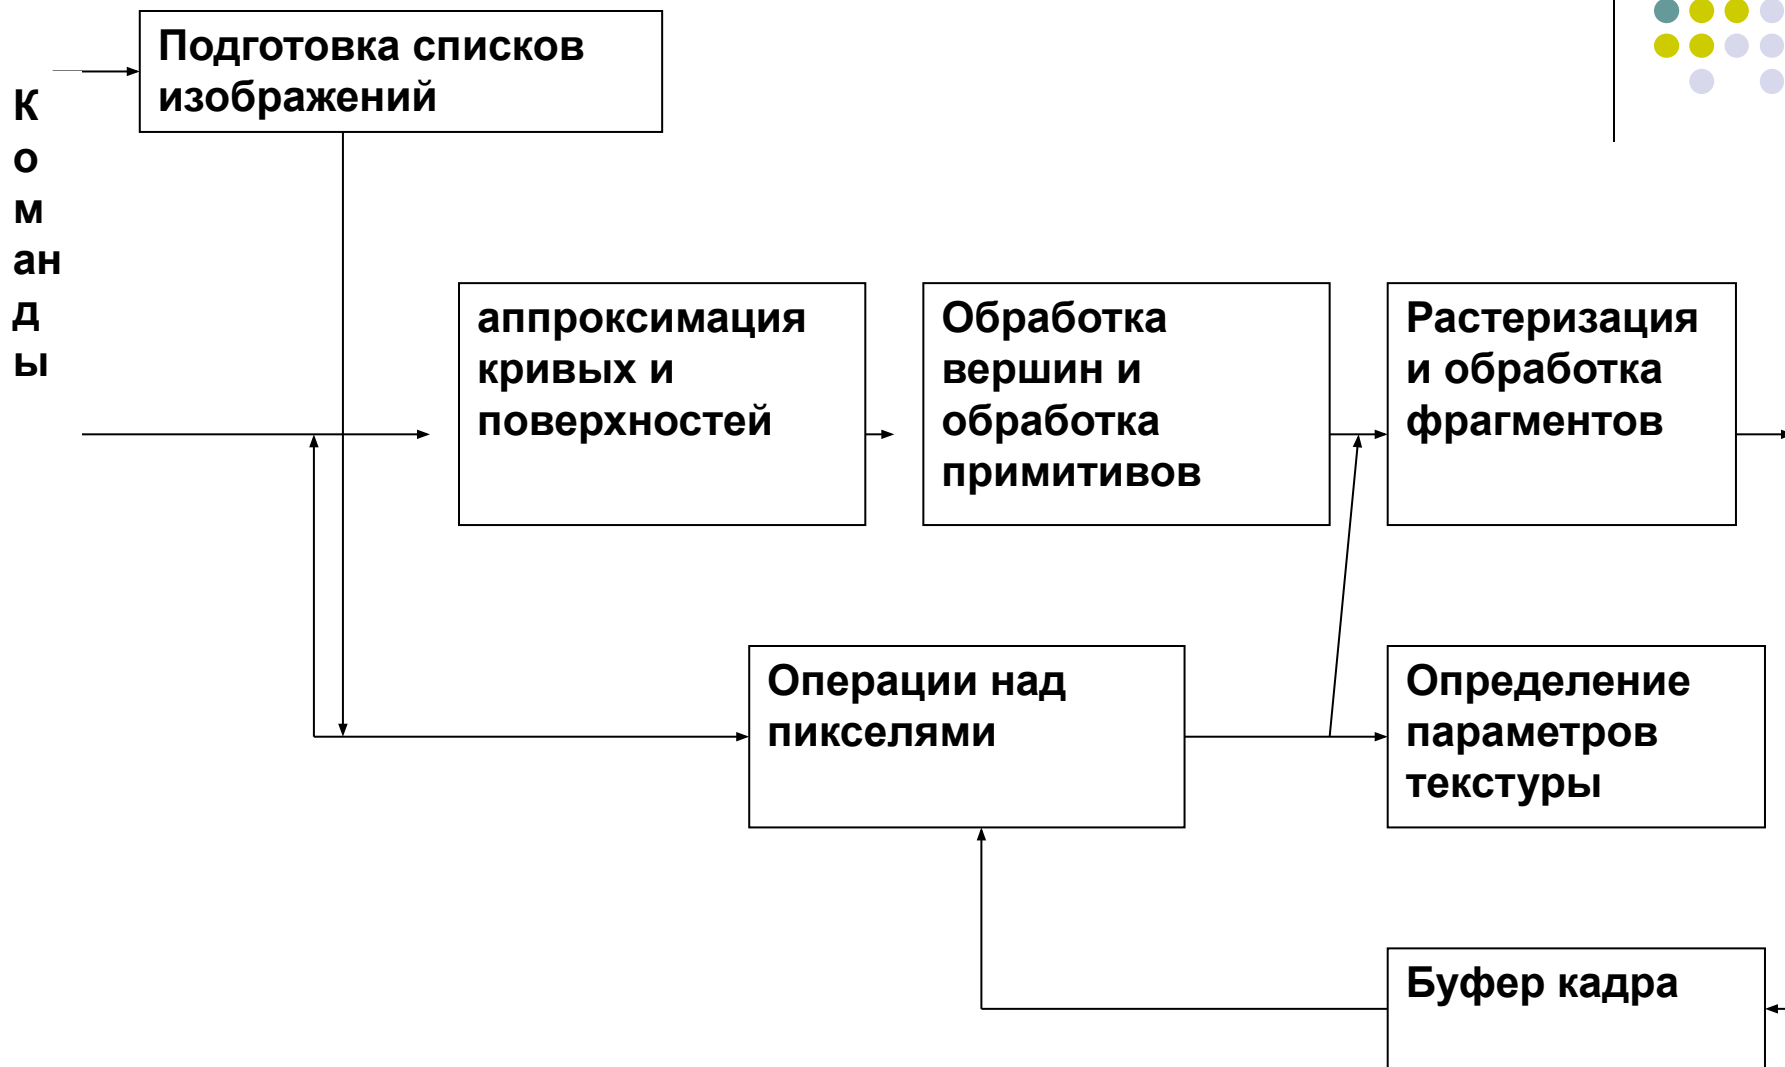 Подготовка списков
изображений
К
о
м
ан
д
ы
аппроксимация
кривых и
поверхностей
Обработка
вершин и
обработка
примитивов
Растеризация
и обработка
фрагментов
Операции над
пикселями
Определение
параметров
текстуры
Буфер кадра